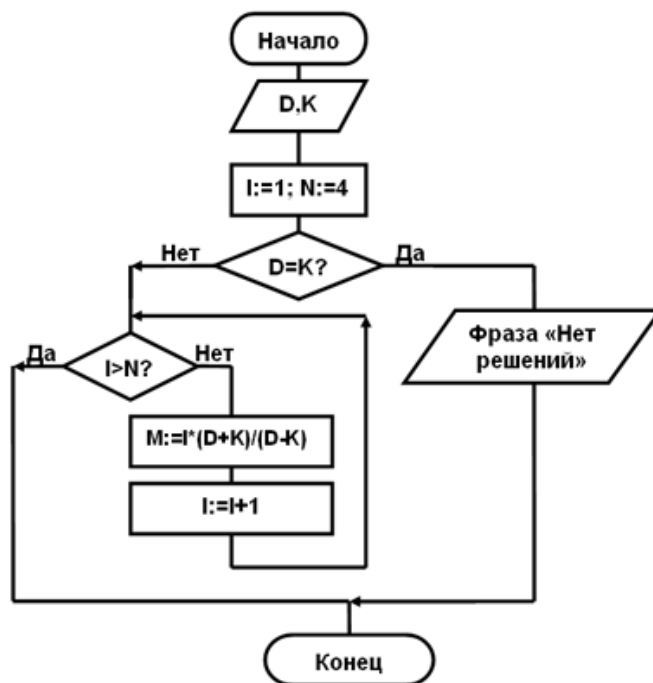 Начало
D,K
I:=1; N:=4
Нет
D=K?
Да
Фраза «Нет
решений»
Да
I>N?
Нет
M:=I*(D+K)/(D-K)
I:=I+1
Конец